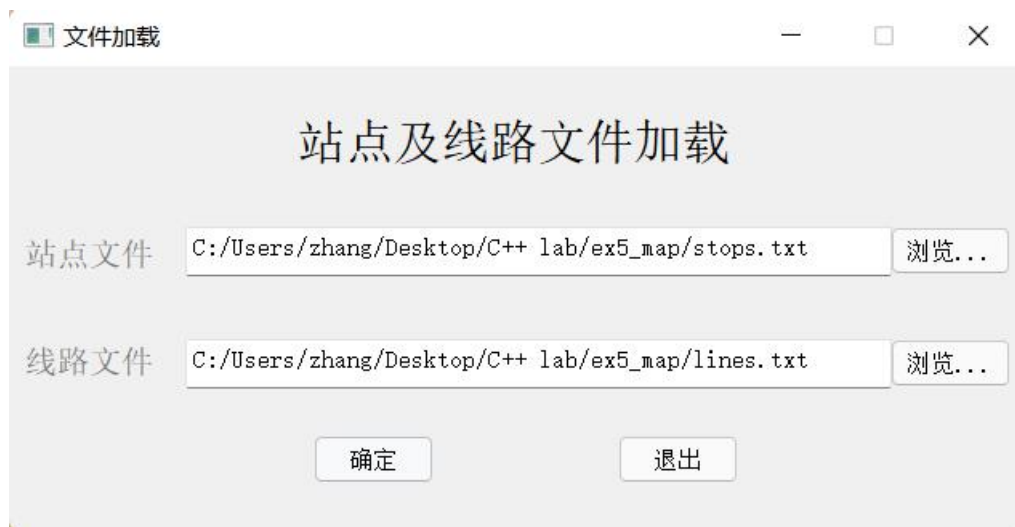 文件加载
站点及线路文件加载
站点文件 C:/Users/zhang/Desktop/C++ lab/ex5_map/stops.txt 浏览...
线路文件 C:/Users/zhang/Desktop/C++ lab/ex5_map/lines.txt 浏览...
确定 退出